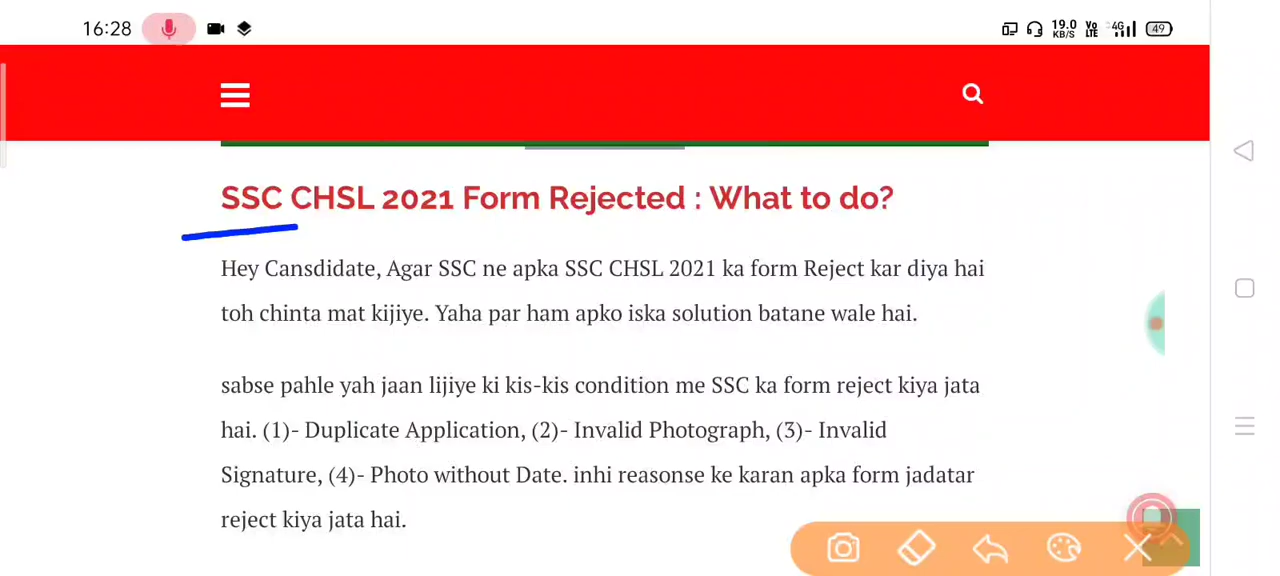 16:28
19.0
KB/S
Vo
LTE
4G
49
SSC CHSL 2021 Form Rejected : What to do?
Hey Cansdidate, Agar SSC ne apka SSC CHSL 2021 ka form Reject kar diya hai
toh chinta mat kijiye. Yaha par ham apko iska solution batane wale hai.
sabse pahle yah jaan lijiye ki kis-kis condition me SSC ka form reject kiya jata
hai. (1)- Duplicate Application, (2)- Invalid Photograph, (3)- Invalid
Signature, (4)- Photo without Date. inhi reasonse ke karan apka form jadatar
reject kiya jata hai.